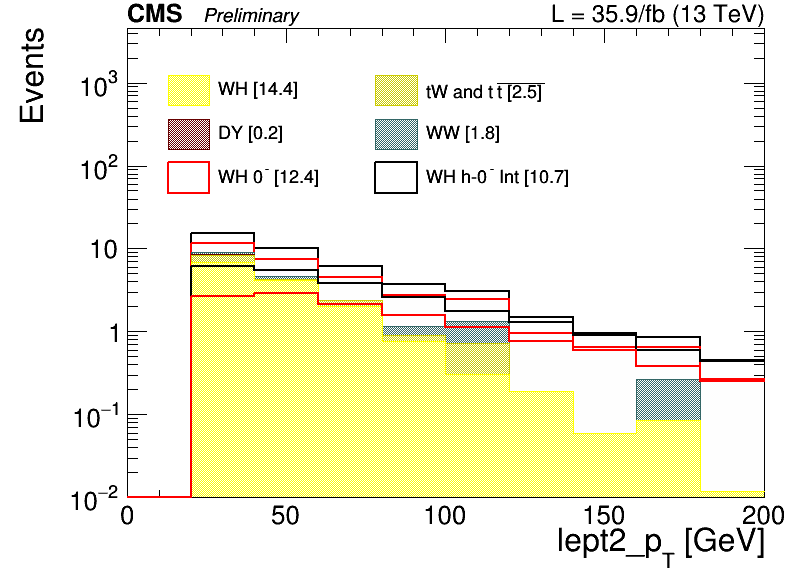 CMS Preliminary L = 35.9/fb (13 TeV)
Events
10³
10²
10
1
10⁻¹
10⁻²
WH [14.4] tW and t t̅ [2.5]
DY [0.2] WW [1.8]
WH 0⁻ [12.4] WH h-0⁻ Int [10.7]
0 50 100 150 200
lept2_p_T [GeV]